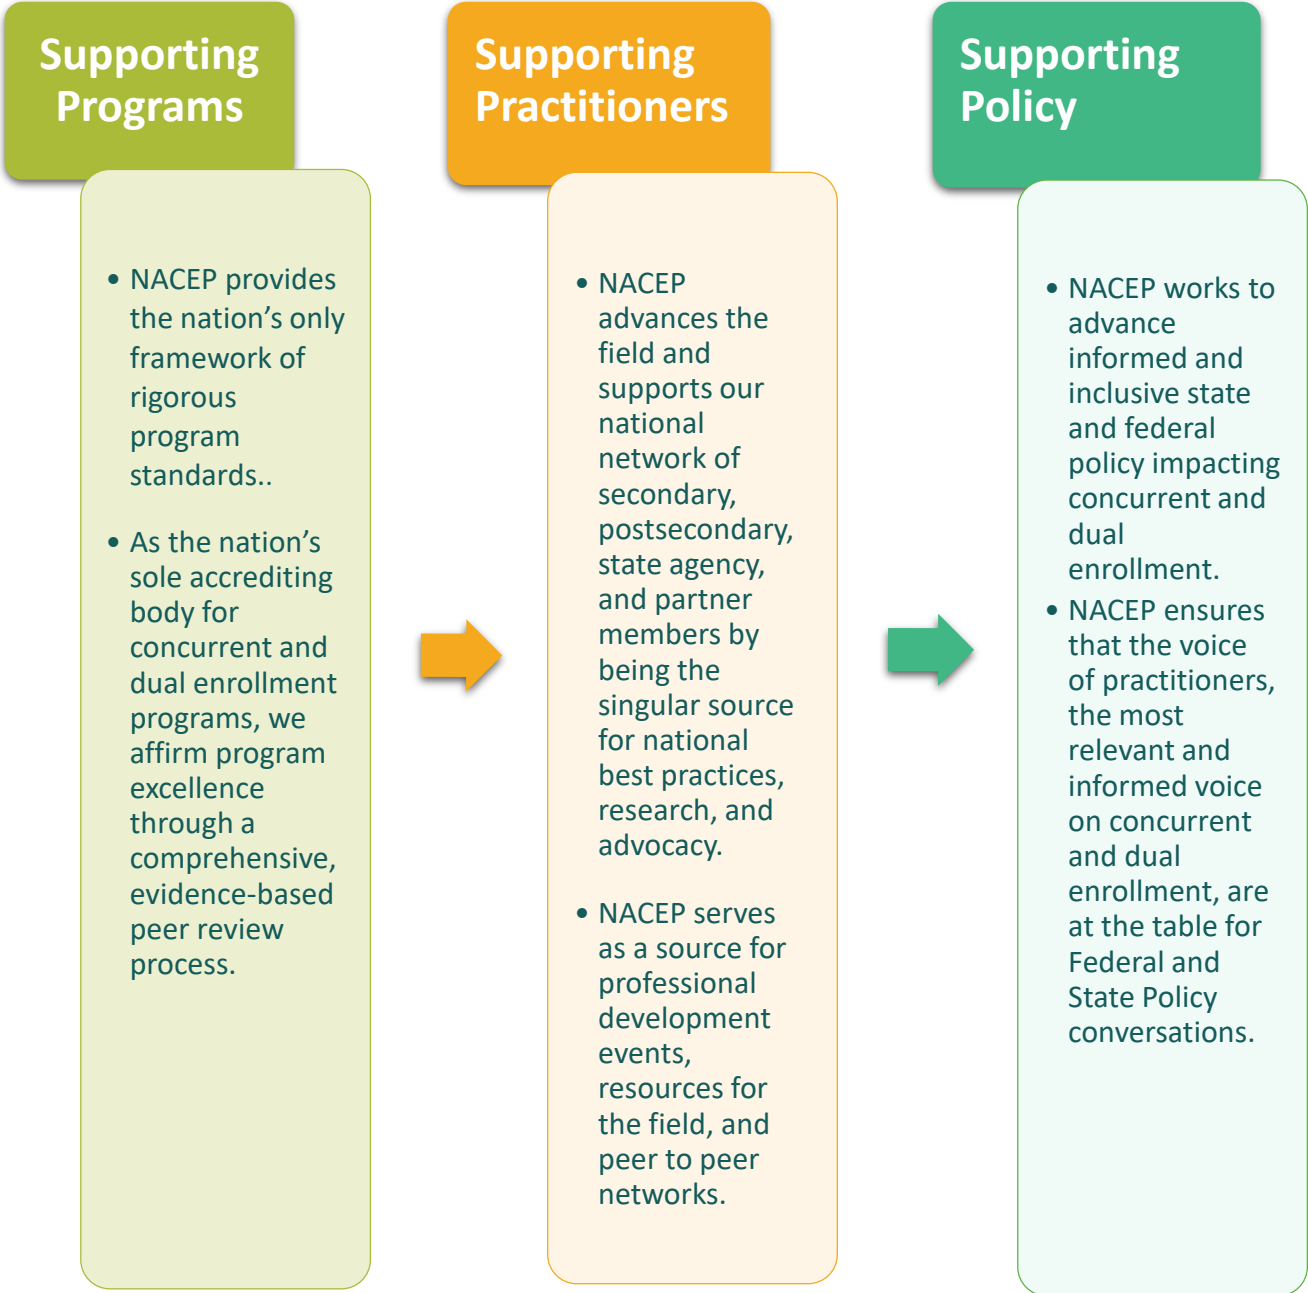 Supporting
Programs
• NACEP provides
the nation’s only
framework of
rigorous
program
standards..
• As the nation’s
sole accrediting
body for
concurrent and
dual enrollment
programs, we
affirm program
excellence
through a
comprehensive,
evidence-based
peer review
process.
Supporting
Practitioners
• NACEP
advances the
field and
supports our
national
network of
secondary,
postsecondary,
state agency,
and partner
members by
being the
singular source
for national
best practices,
research, and
advocacy.
• NACEP serves
as a source for
professional
development
events,
resources for
the field, and
peer to peer
networks.
Supporting
Policy
• NACEP works to
advance
informed and
inclusive state
and federal
policy impacting
concurrent and
dual
enrollment.
• NACEP ensures
that the voice
of practitioners,
the most
relevant and
informed voice
on concurrent
and dual
enrollment, are
at the table for
Federal and
State Policy
conversations.